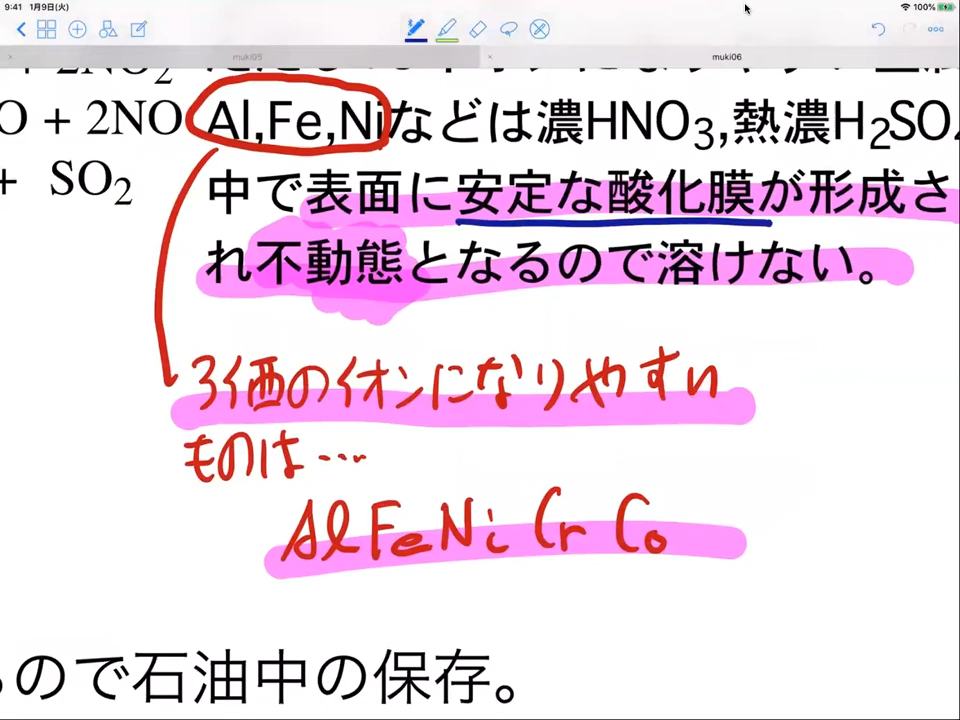 9:41 1月9日(火) 100%
muki05 muki06
O + 2NO
+ SO2
Al,Fe,Niなどは濃HNO3,熱濃H2SO4
中で表面に安定な酸化膜が形成さ
れ不動態となるので溶けない。
3価のイオンになりやすい
ものは…
Al Fe Ni Cr Co
ので石油中の保存。